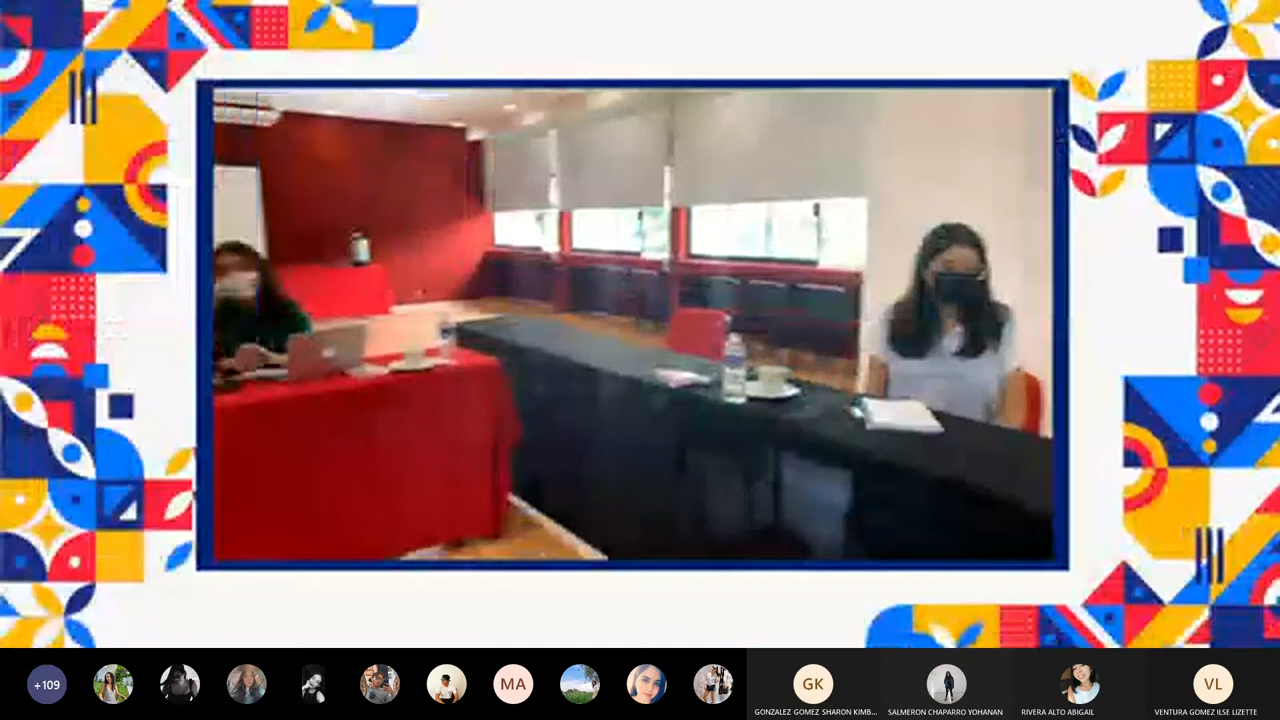 +109
MA
GK
VL
GONZALEZ GOMEZ SHARON KIMB...
SALMERON CHAPARRO YOHANAN
RIVERA ALTO ABIGAIL
VENTURA GOMEZ ILSE LIZETTE